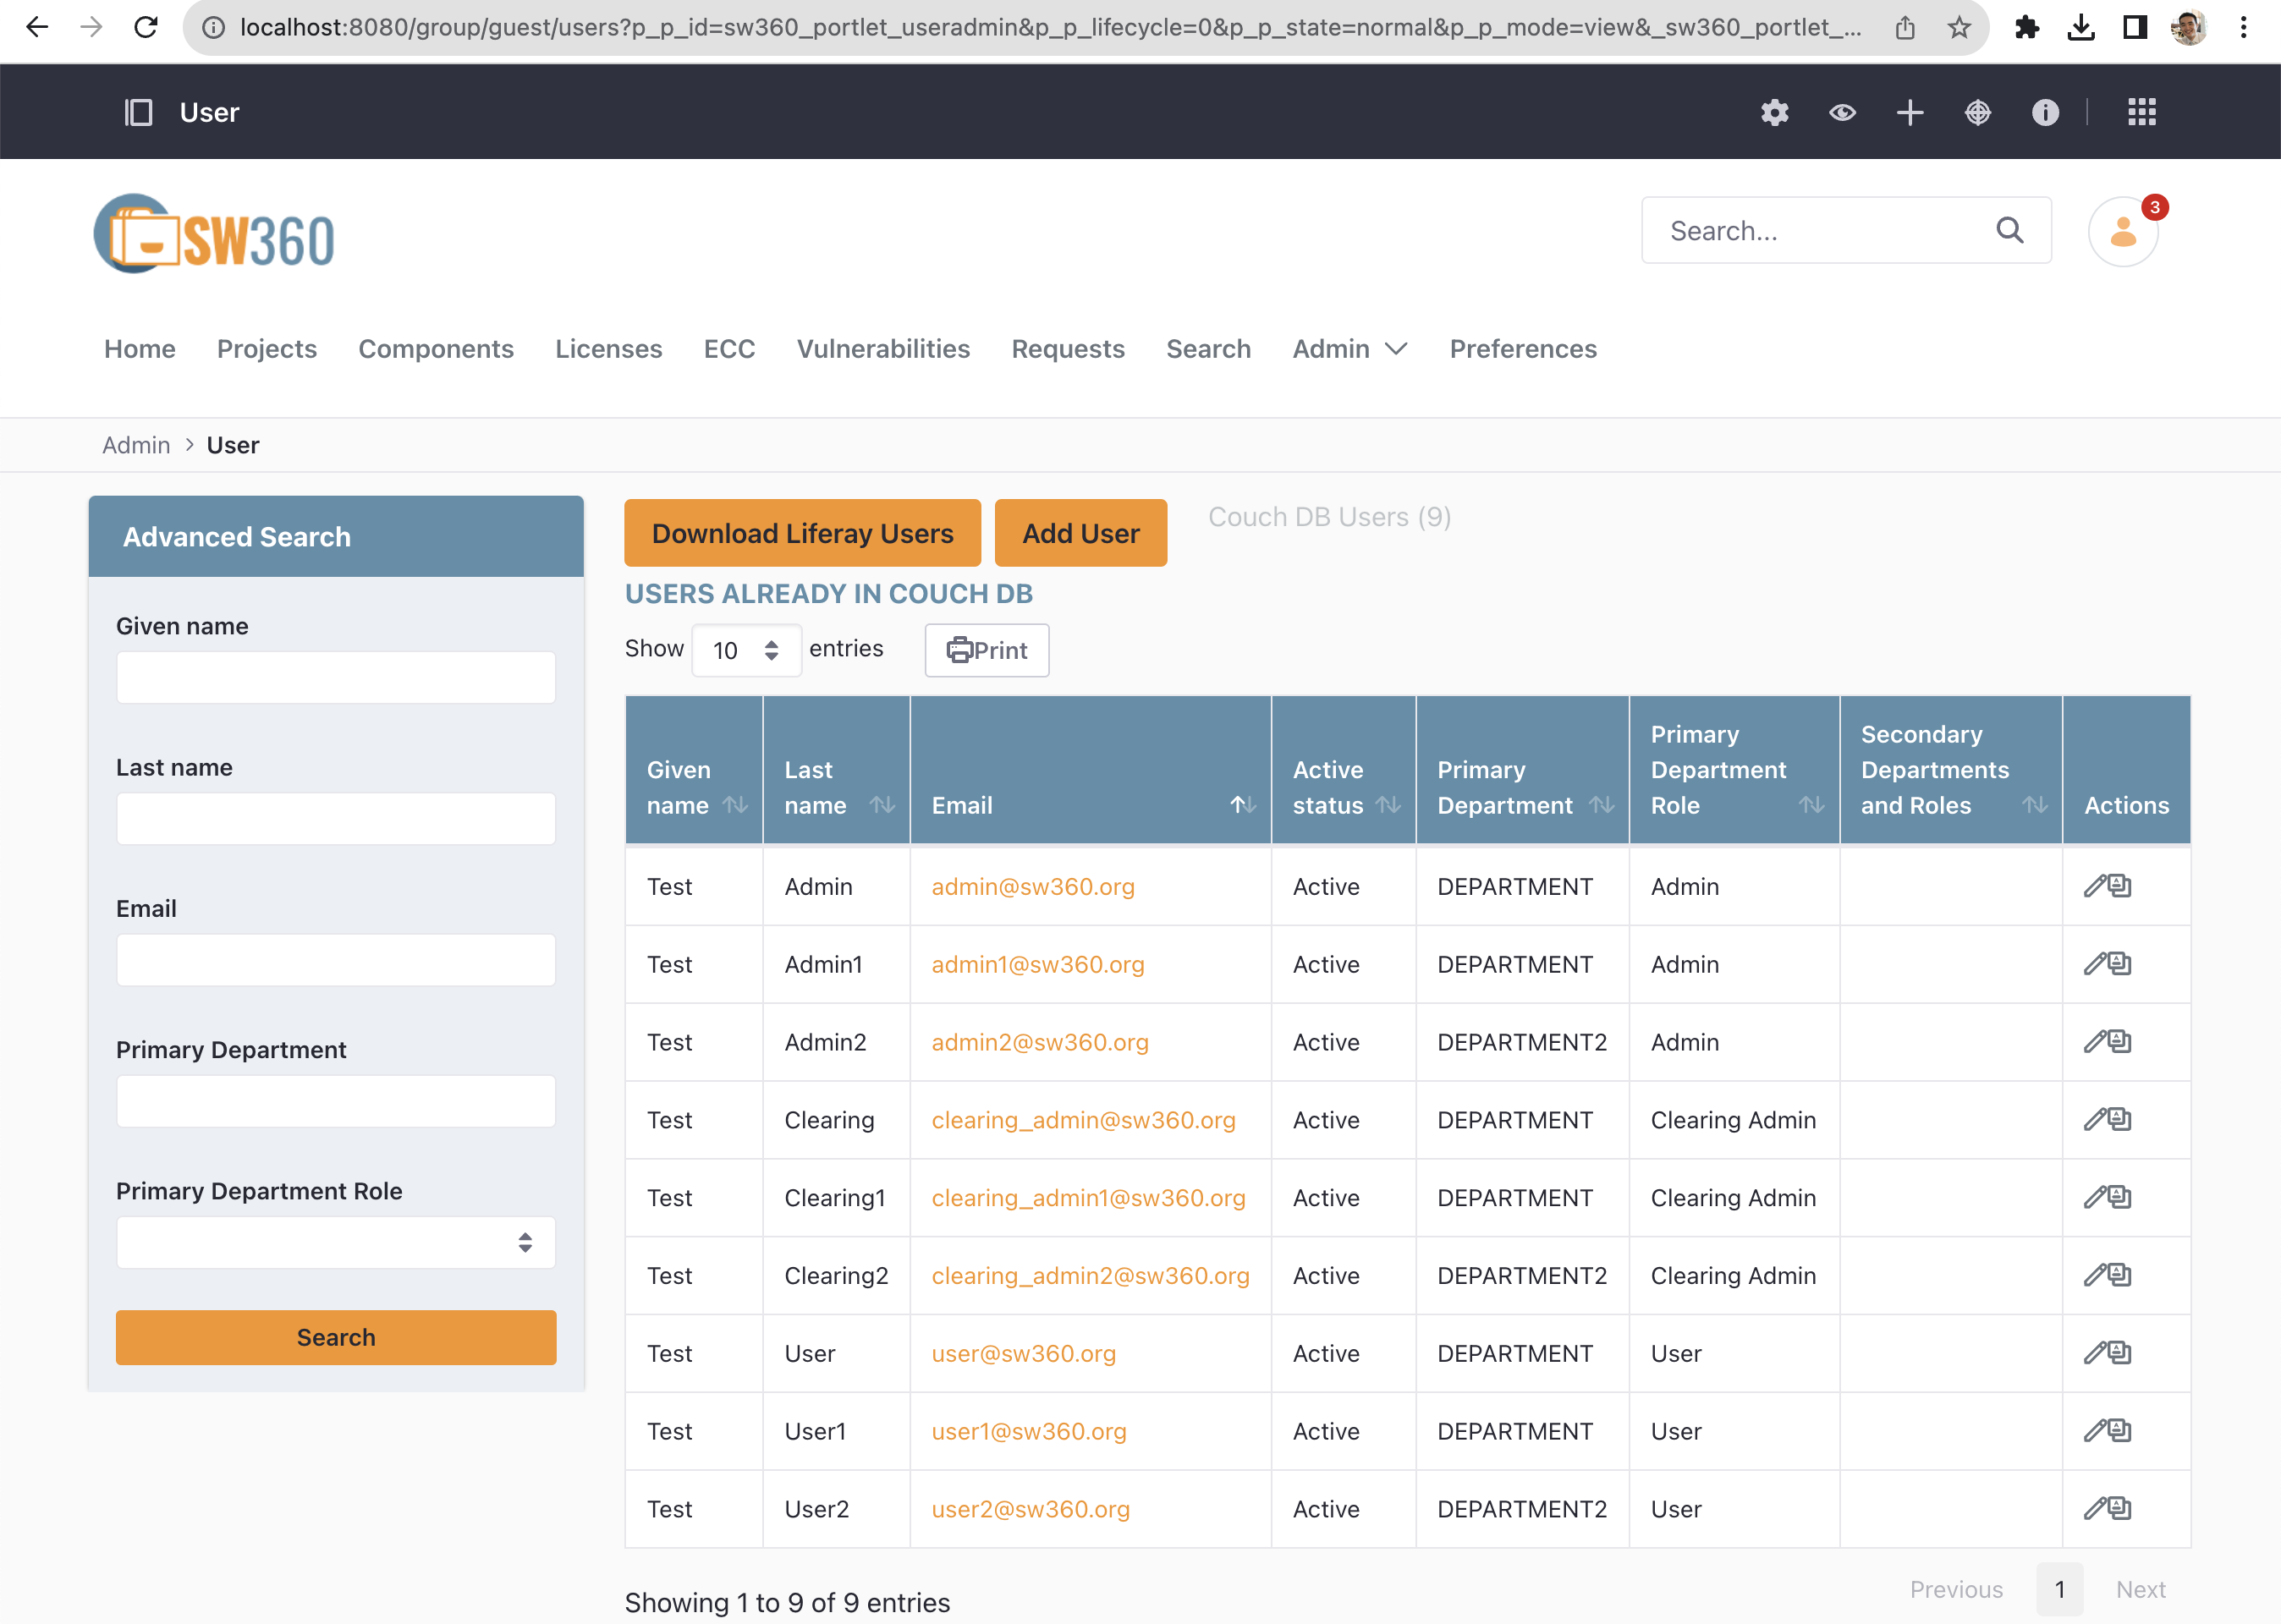 localhost:8080/group/guest/users?p_p_id=sw360_portlet_useradmin&p_p_lifecycle=0&p_p_state=normal&p_p_mode=view&_sw360_portlet_...
User
SW360
Search...
3
Home Projects Components Licenses ECC Vulnerabilities Requests Search Admin Preferences
Admin > User
Advanced Search
Given name
Last name
Email
Primary Department
Primary Department Role
Search
Download Liferay Users Add User Couch DB Users (9)
USERS ALREADY IN COUCH DB
Show 10 entries Print
Given name Last name Email Active status Primary Department Primary Department Role Secondary Departments and Roles Actions
Test Admin admin@sw360.org Active DEPARTMENT Admin
Test Admin1 admin1@sw360.org Active DEPARTMENT Admin
Test Admin2 admin2@sw360.org Active DEPARTMENT2 Admin
Test Clearing clearing_admin@sw360.org Active DEPARTMENT Clearing Admin
Test Clearing1 clearing_admin1@sw360.org Active DEPARTMENT Clearing Admin
Test Clearing2 clearing_admin2@sw360.org Active DEPARTMENT2 Clearing Admin
Test User user@sw360.org Active DEPARTMENT User
Test User1 user1@sw360.org Active DEPARTMENT User
Test User2 user2@sw360.org Active DEPARTMENT2 User
Showing 1 to 9 of 9 entries
Previous 1 Next